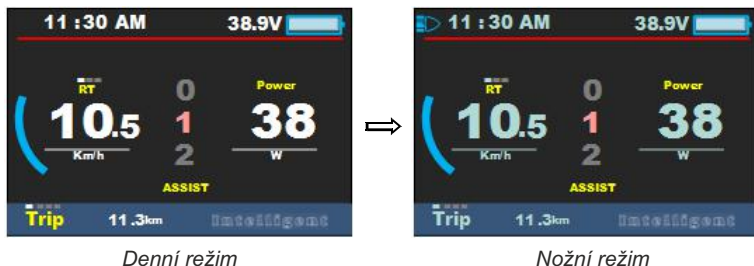 11 : 30 AM 38.9V
RT Power
0
10.5 1 38
Km/h 2 W
ASSIST
Trip 11.3km Intelligent
Denní režim
11 : 30 AM 38.9V
RT Power
0
10.5 1 38
Km/h 2 W
ASSIST
Trip 11.3km Intelligent
Nožní režim